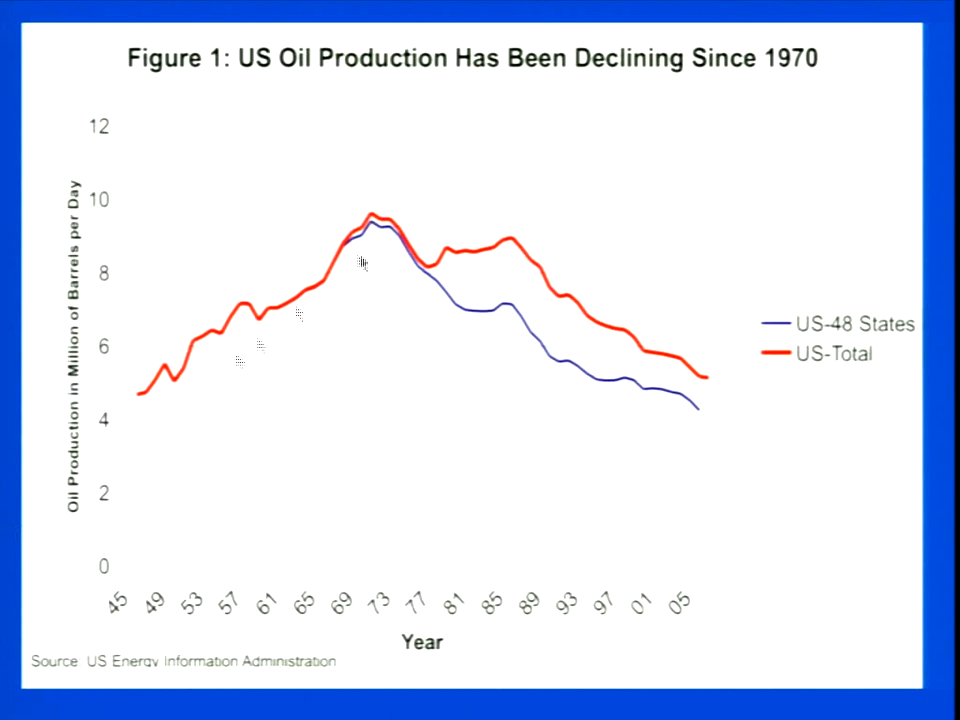 Figure 1: US Oil Production Has Been Declining Since 1970
Oil Production in Million of Barrels per Day
12
10
8
6
4
2
0
45 49 53 57 61 65 69 73 77 81 85 89 93 97 01 05
Year
US-48 States
US-Total
Source US Energy Information Administration